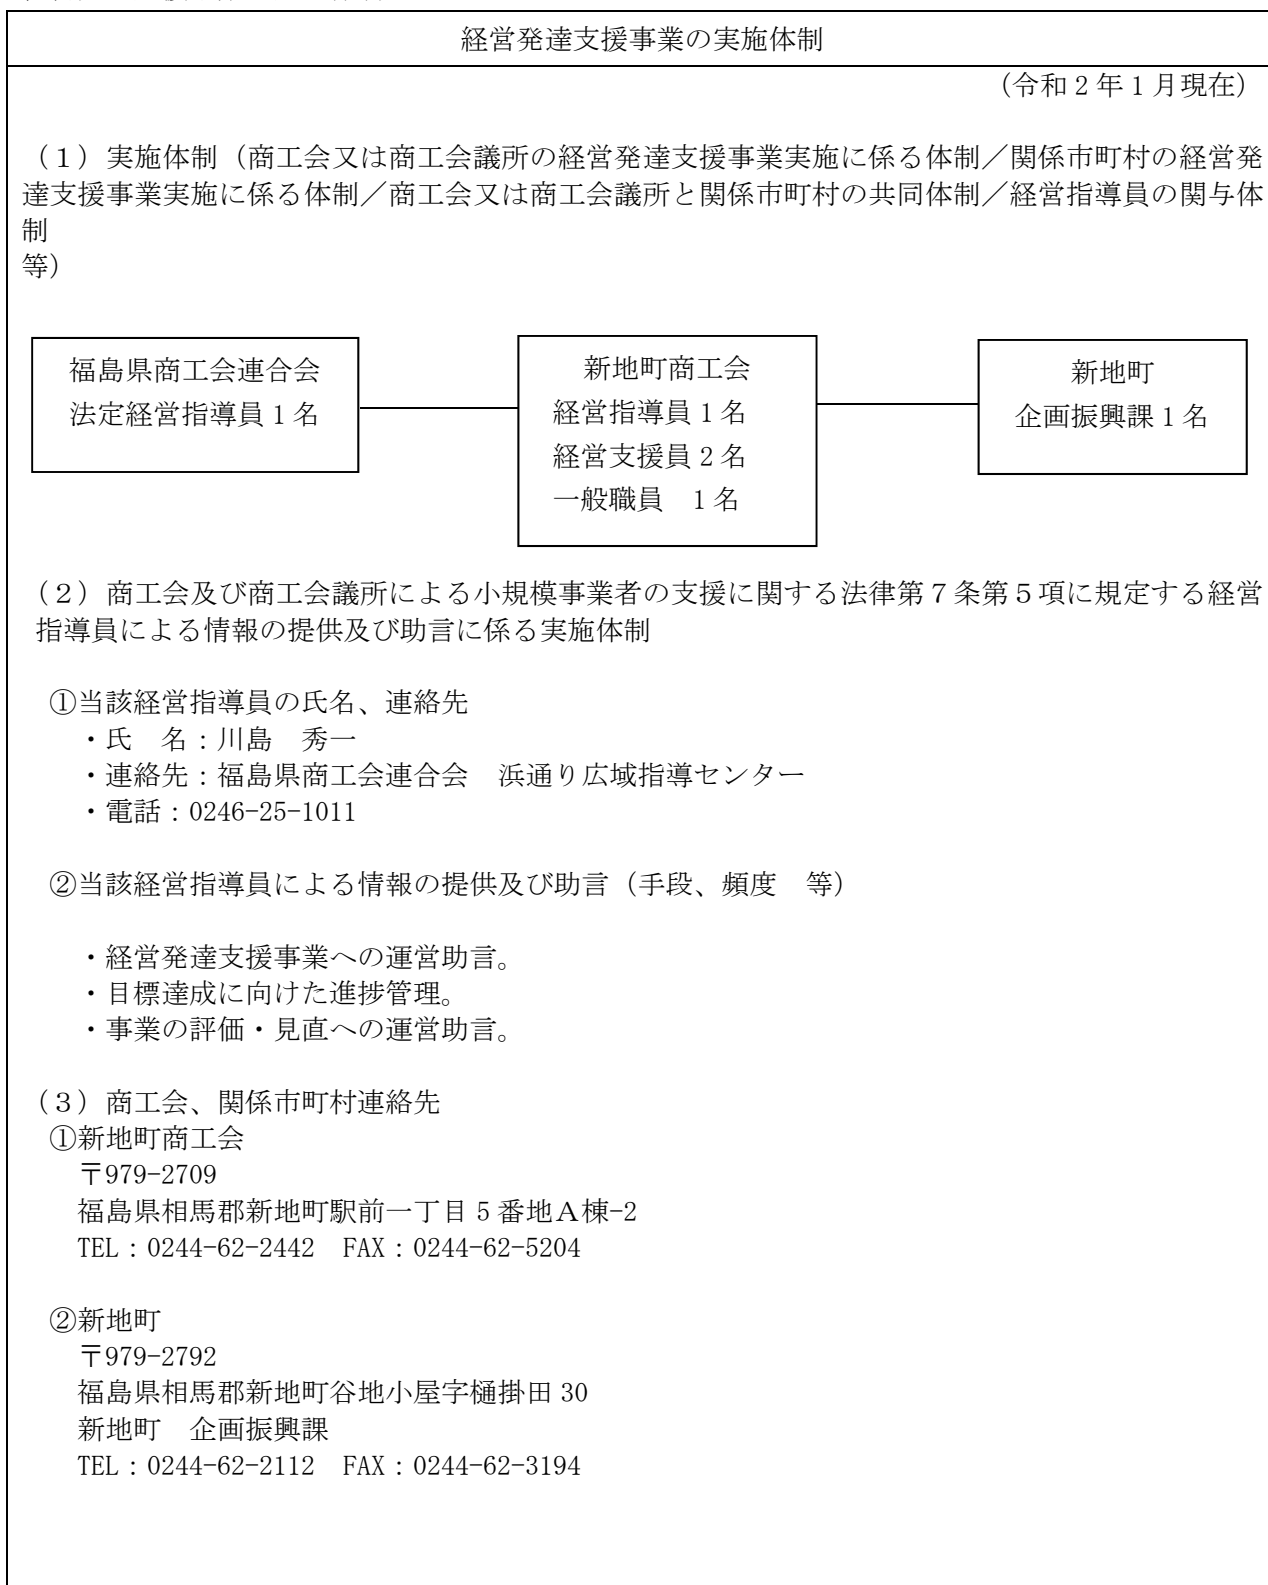 経営発達支援事業の実施体制
（令和２年１月現在）
（１）実施体制（商工会又は商工会議所の経営発達支援事業実施に係る体制／関係市町村の経営発
達支援事業実施に係る体制／商工会又は商工会議所と関係市町村の共同体制／経営指導員の関与体
制
等）
福島県商工会連合会
法定経営指導員１名
新地町商工会
経営指導員１名
経営支援員２名
一般職員　１名
新地町
企画振興課１名
（２）商工会及び商工会議所による小規模事業者の支援に関する法律第７条第５項に規定する経営
指導員による情報の提供及び助言に係る実施体制
①当該経営指導員の氏名、連絡先
・氏　名：川島　秀一
・連絡先：福島県商工会連合会　浜通り広域指導センター
・電話：0246-25-1011
②当該経営指導員による情報の提供及び助言（手段、頻度　等）
・経営発達支援事業への運営助言。
・目標達成に向けた進捗管理。
・事業の評価・見直への運営助言。
（３）商工会、関係市町村連絡先
①新地町商工会
〒979-2709
福島県相馬郡新地町駅前一丁目５番地Ａ棟-2
TEL：0244-62-2442　FAX：0244-62-5204
②新地町
〒979-2792
福島県相馬郡新地町谷地小屋字樋掛田 30
新地町　企画振興課
TEL：0244-62-2112　FAX：0244-62-3194